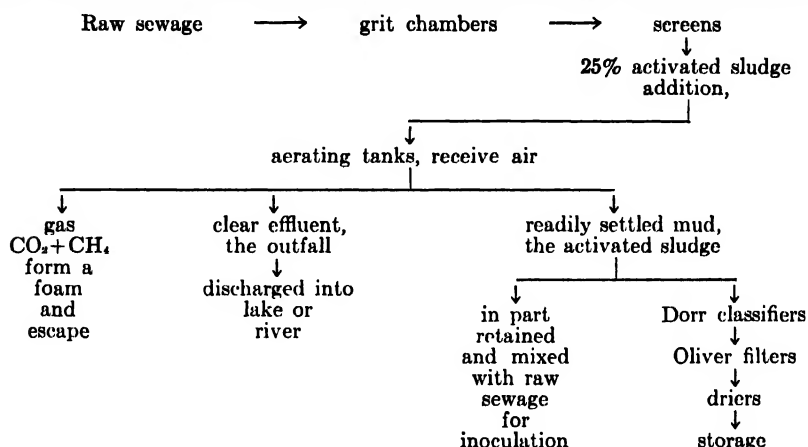 Raw sewage → grit chambers → screens
↓
25% activated sludge
addition,
↓
aerating tanks, receive air
↓ ↓ ↓
gas
CO₂+CH₄
form a
foam
and
escape
clear effluent,
the outfall
↓
discharged into
lake or
river
readily settled mud,
the activated sludge
↓ ↓
in part
retained
and mixed
with raw
sewage
for
inoculation
Dorr classifiers
↓
Oliver filters
↓
driers
↓
storage